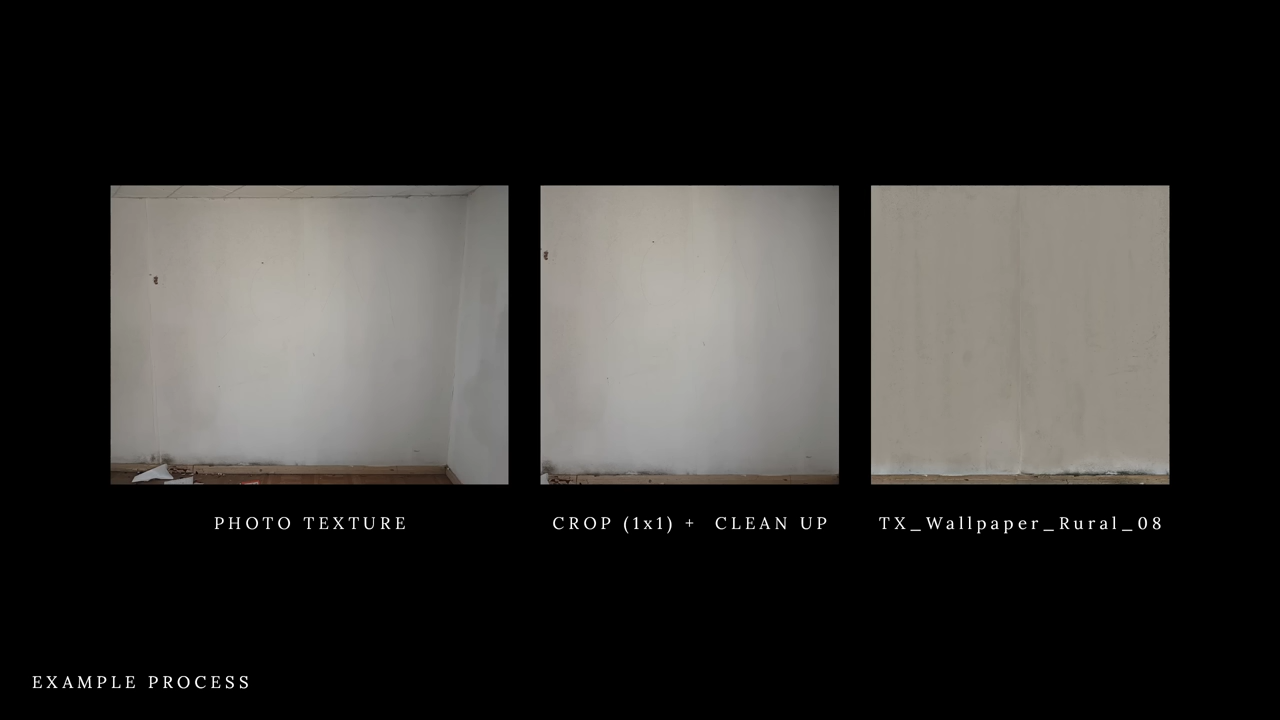 PHOTO TEXTURE
CROP (1x1) + CLEAN UP
TX_Wallpaper_Rural_08
EXAMPLE PROCESS